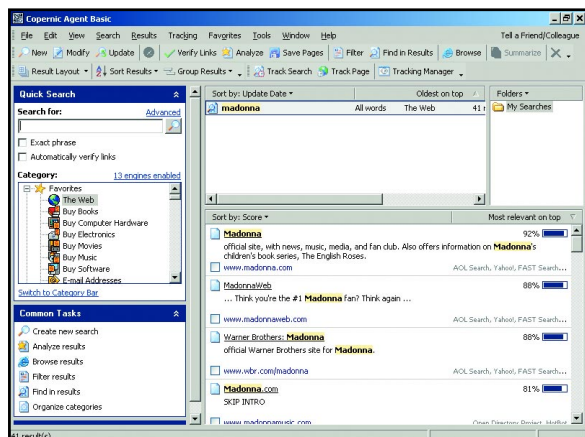 Copernic Agent Basic
File Edit View Search Results Tracking Favorites Tools Window Help Tell a Friend/Colleague
New Modify Update Verify Links Analyze Save Pages Filter Find in Results Browse Summarize
Result Layout Sort Results Group Results Track Search Track Page Tracking Manager
Quick Search
Search for: Advanced
Exact phrase
Automatically verify links
Category: 13 engines enabled
Favorites
The Web
Buy Books
Buy Computer Hardware
Buy Electronics
Buy Movies
Buy Music
Buy Software
E-mail Addresses
Switch to Category Bar
Common Tasks
Create new search
Analyze results
Browse results
Filter results
Find in results
Organize categories
Sort by: Update Date Oldest on top
madonna All words The Web 41 r
Folders
My Searches
Sort by: Score Most relevant on top
Madonna 92%
official site, with news, music, media, and fan club. Also offers information on Madonna's
children's book series, The English Roses.
www.madonna.com AOL Search, Yahoo!, FAST Search...
MadonnaWeb 88%
... Think you're the #1 Madonna fan? Think again ...
www.madonnaweb.com AOL Search, Yahoo!, FAST Search...
Warner Brothers: Madonna 88%
official Warner Brothers site for Madonna.
www.wbr.com/madonna AOL Search, Yahoo!, FAST Search...
Madonna.com 81%
SKIP INTRO
www.madonnamusic.com Open Directory Project, HotBot
41 result(s)